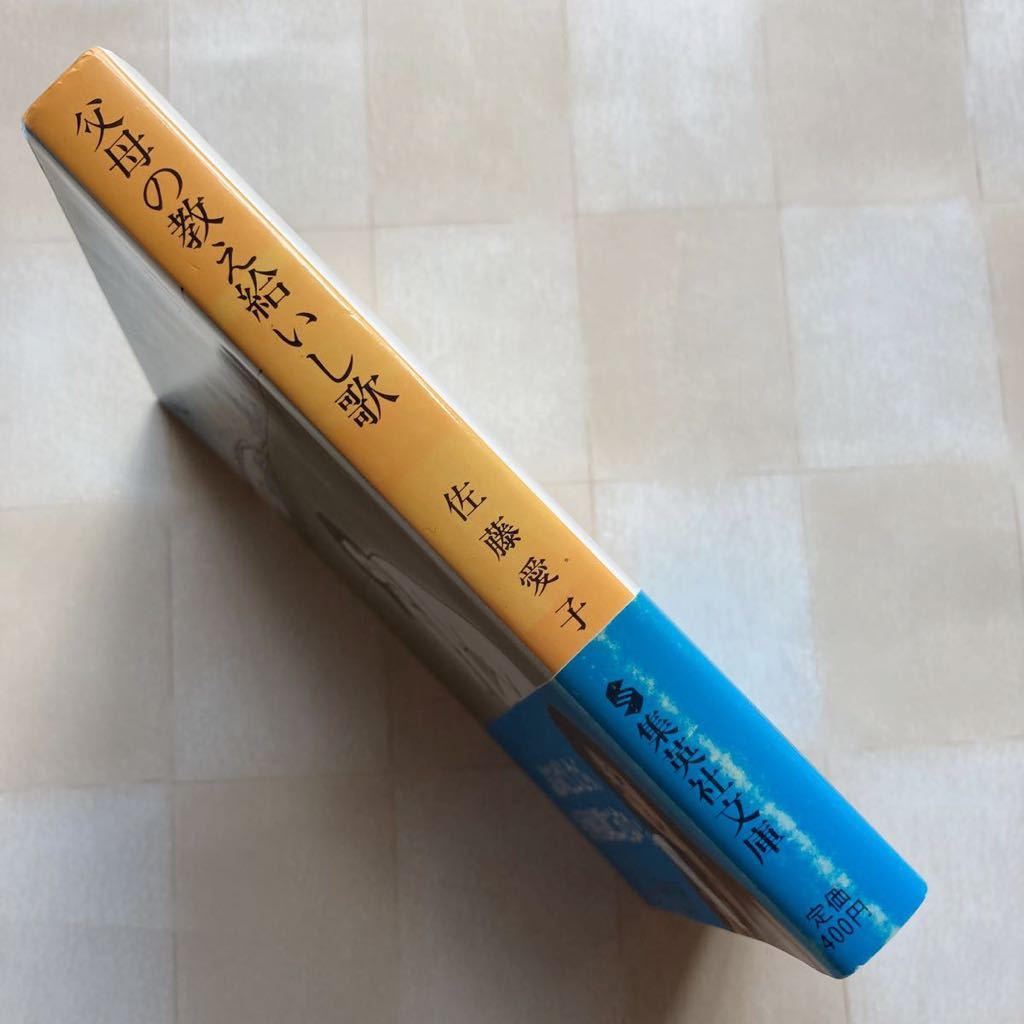 父母の教え給いし歌
佐藤愛子
集英社文庫
定価
400円